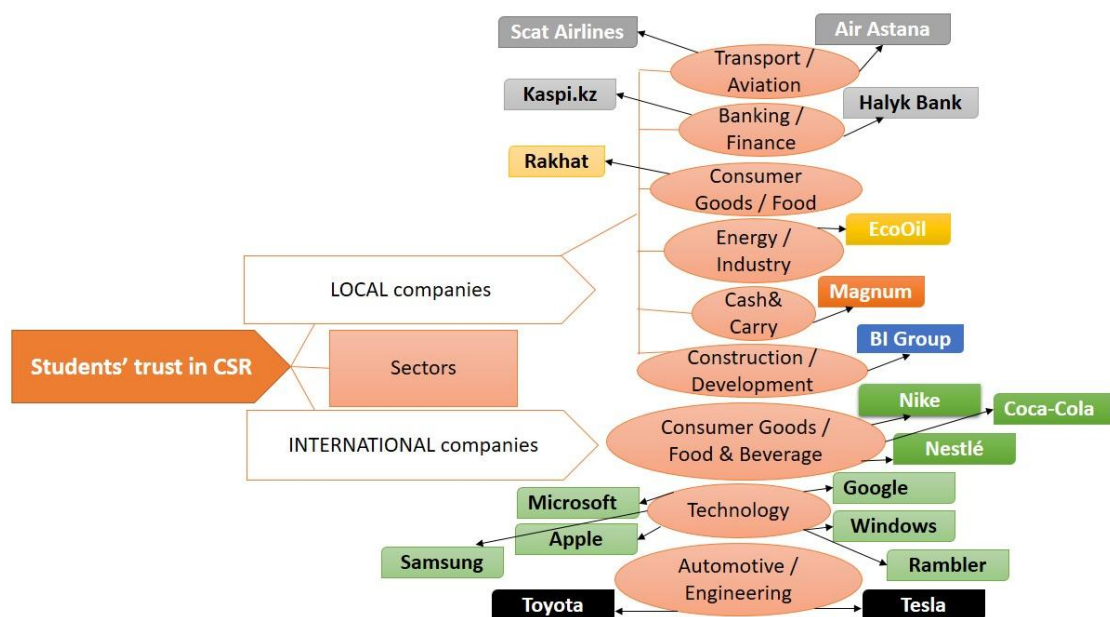 Scat Airlines
Air Astana
Transport /
Aviation
Kaspi.kz
Halyk Bank
Banking /
Finance
Rakhat
Consumer
Goods / Food
EcoOil
Energy /
Industry
LOCAL companies
Cash&
Carry
Magnum
BI Group
Students’ trust in CSR
Sectors
Construction /
Development
Nike
Coca-Cola
INTERNATIONAL companies
Consumer Goods /
Food & Beverage
Nestlé
Microsoft
Google
Technology
Windows
Apple
Samsung
Rambler
Automotive /
Engineering
Toyota
Tesla